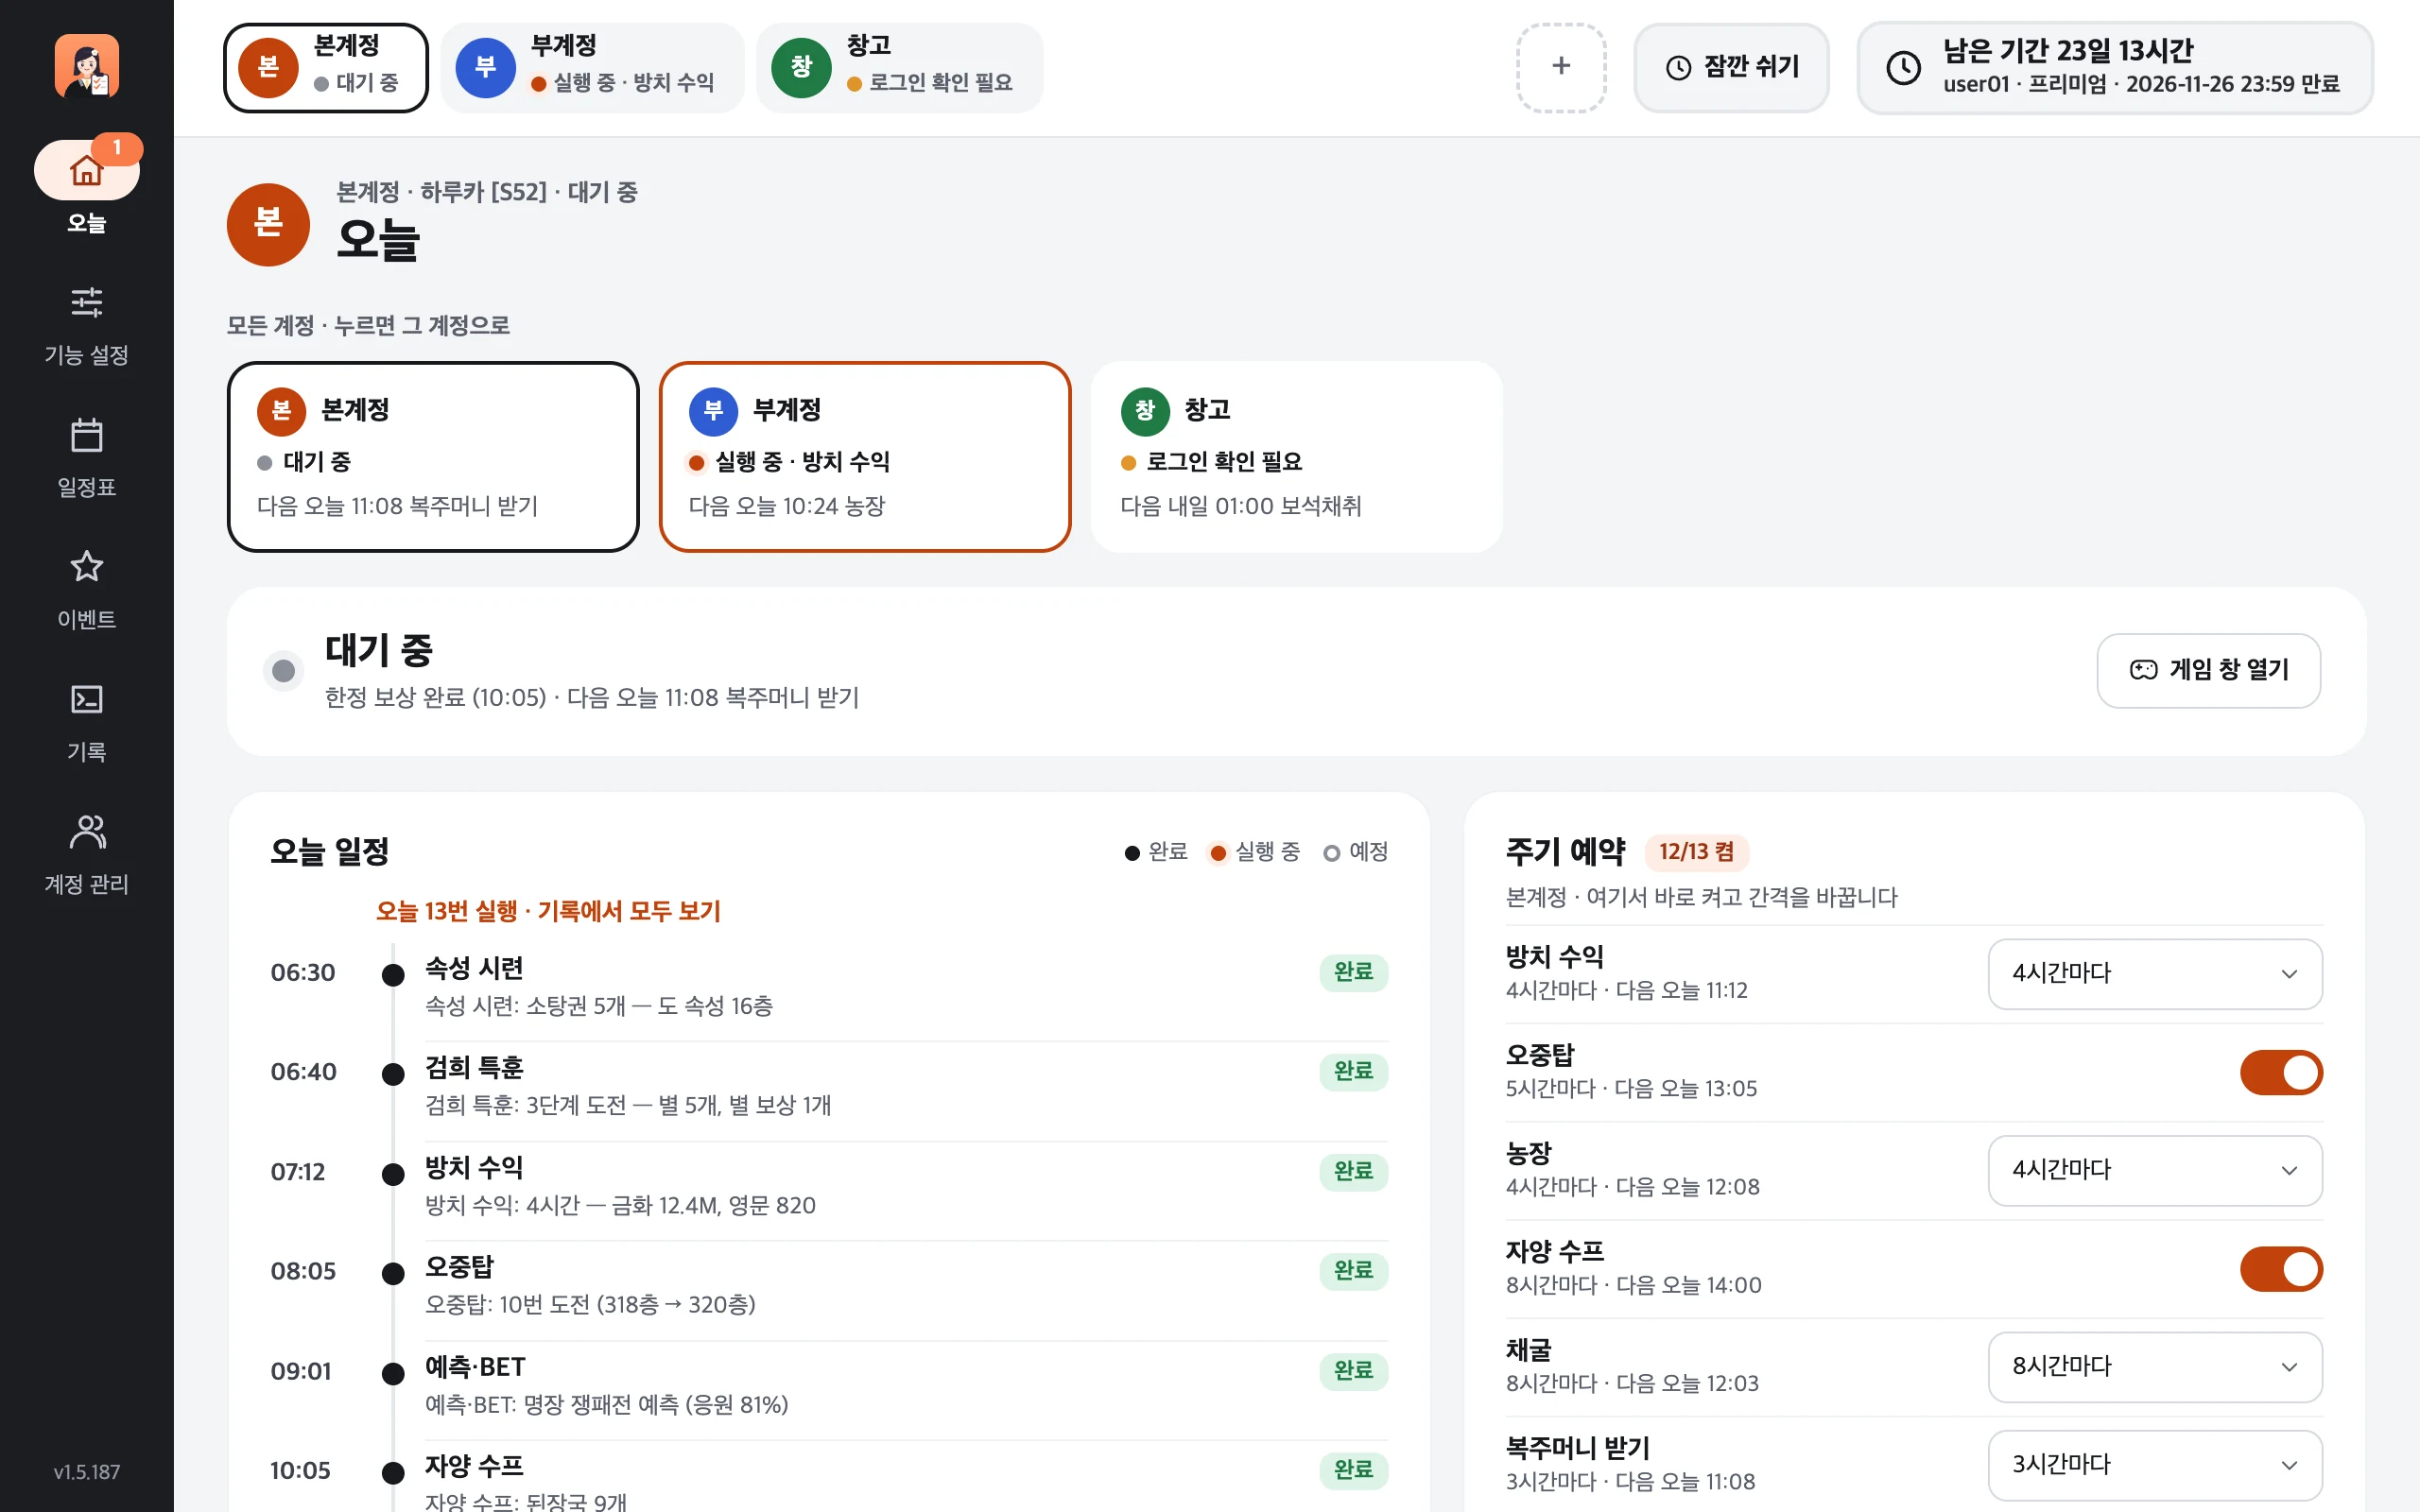 본
본계정
대기 중
부
부계정
실행 중 · 방치 수익
창
창고
로그인 확인 필요
+
잠깐 쉬기
남은 기간 23일 13시간
user01 · 프리미엄 · 2026-11-26 23:59 만료
1
오늘
기능 설정
일정표
이벤트
기록
계정 관리
v1.5.187
본
본계정 · 하루카 [S52] · 대기 중
오늘
모든 계정 · 누르면 그 계정으로
본
본계정
대기 중
다음 오늘 11:08 복주머니 받기
부
부계정
실행 중 · 방치 수익
다음 오늘 10:24 농장
창
창고
로그인 확인 필요
다음 내일 01:00 보석채취
대기 중
한정 보상 완료 (10:05) · 다음 오늘 11:08 복주머니 받기
게임 창 열기
오늘 일정
완료
실행 중
예정
오늘 13번 실행 · 기록에서 모두 보기
06:30
속성 시련
완료
속성 시련: 소탕권 5개 — 도 속성 16층
06:40
검희 특훈
완료
검희 특훈: 3단계 도전 — 별 5개, 별 보상 1개
07:12
방치 수익
완료
방치 수익: 4시간 — 금화 12.4M, 영문 820
08:05
오중탑
완료
오중탑: 10번 도전 (318층 → 320층)
09:01
예측·BET
완료
예측·BET: 명장 쟁패전 예측 (응원 81%)
10:05
자양 수프
완료
자양 수프: 된장국 9개
주기 예약
12/13 켬
본계정 · 여기서 바로 켜고 간격을 바꿉니다
방치 수익
4시간마다 · 다음 오늘 11:12
4시간마다
오중탑
5시간마다 · 다음 오늘 13:05
농장
4시간마다 · 다음 오늘 12:08
4시간마다
자양 수프
8시간마다 · 다음 오늘 14:00
채굴
8시간마다 · 다음 오늘 12:03
8시간마다
복주머니 받기
3시간마다 · 다음 오늘 11:08
3시간마다